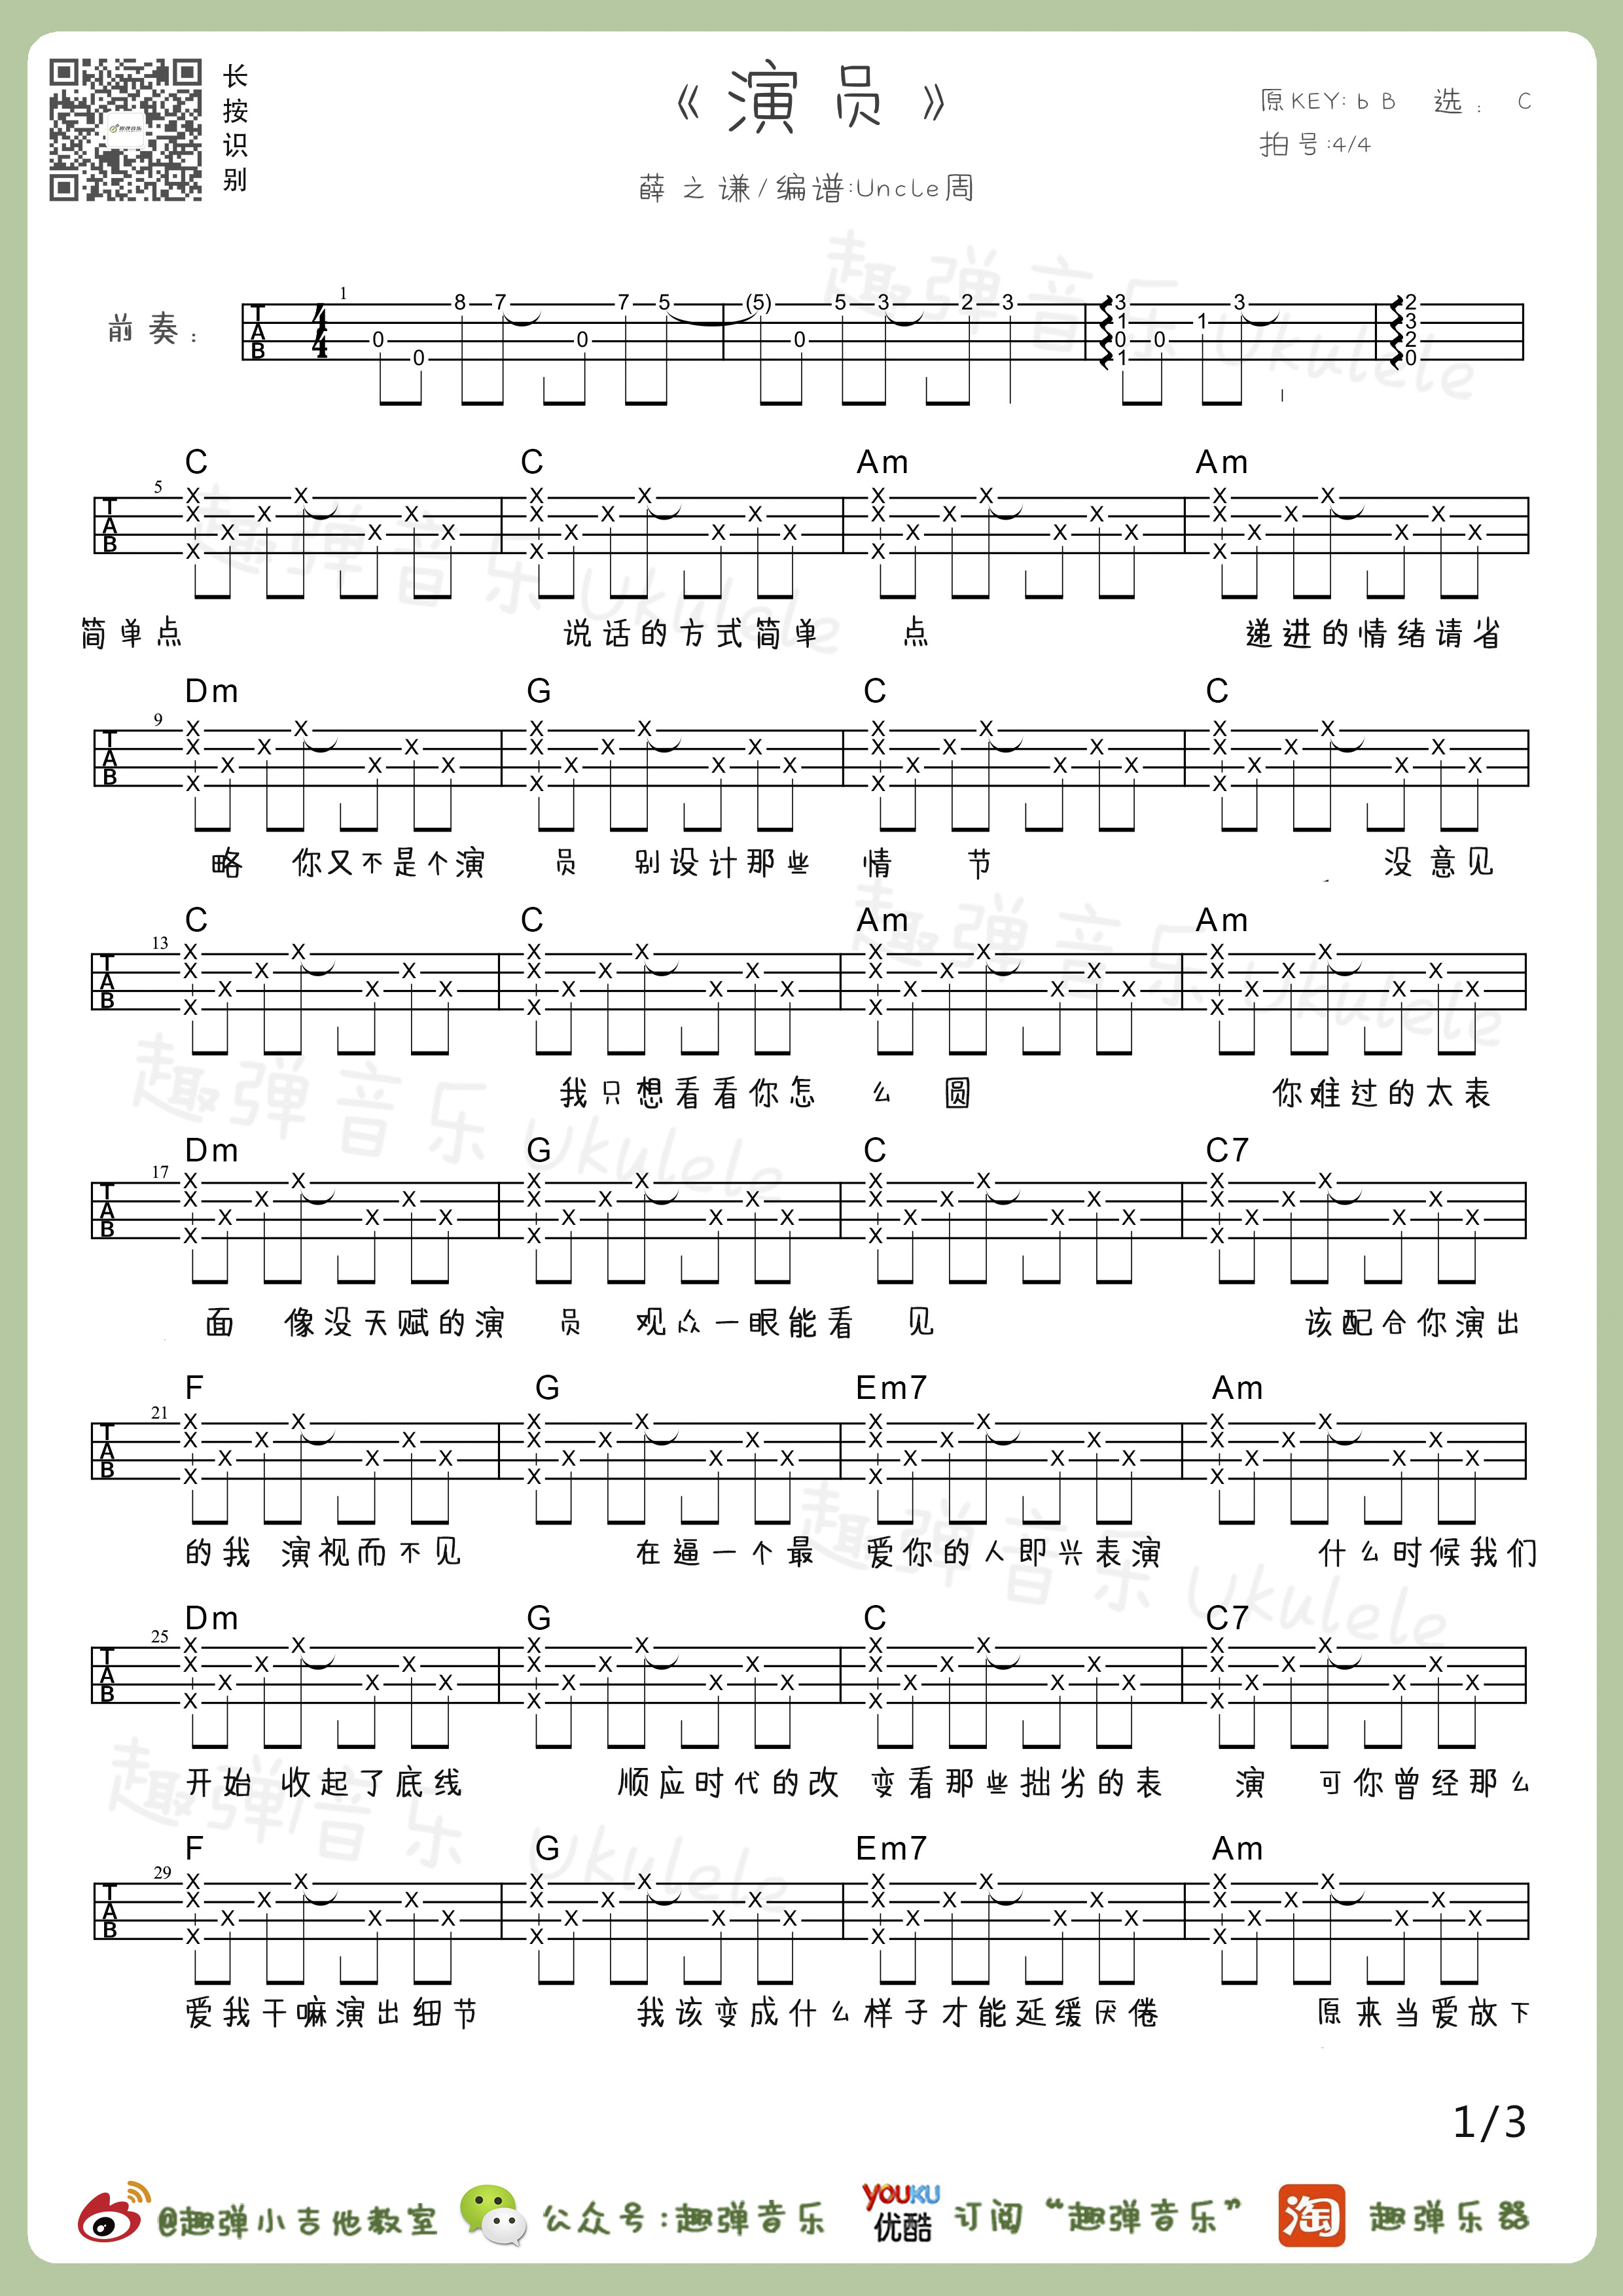 长按识别
《演员》
原KEY:bB 选: C
拍号:4/4
薛之谦/编谱:Uncle周
前奏:
1
8 7 7 5 (5) 5 3 2 3 3 3 2
1 1 3
0 0 0 0 0 2
0 1 0
TAB 4/4
趣弹音乐 Ukulele
C C Am Am
5
TAB
简单点 说话的方式简单 点 递进的情绪请省
Dm G C C
9
TAB
略 你又不是个演 员 别设计那些 情 节 没意见
C C Am Am
13
TAB
我只想看看你怎 么 圆 你难过的太表
Dm G C C7
17
TAB
面 像没天赋的演 员 观众一眼能看 见 该配合你演出
F G Em7 Am
21
TAB
的我 演视而不见 在逼一个最 爱你的人即兴表演 什么时候我们
Dm G C C7
25
TAB
开始 收起了底线 顺应时代的改 变看那些拙劣的表 演 可你曾经那么
F G Em7 Am
29
TAB
爱我干嘛演出细节 我该变成什么样子才能延缓厌倦 原来当爱放下
1/3
@趣弹小吉他教室 公众号:趣弹音乐 YOUKU 优酷 订阅“趣弹音乐” 淘 趣弹乐器